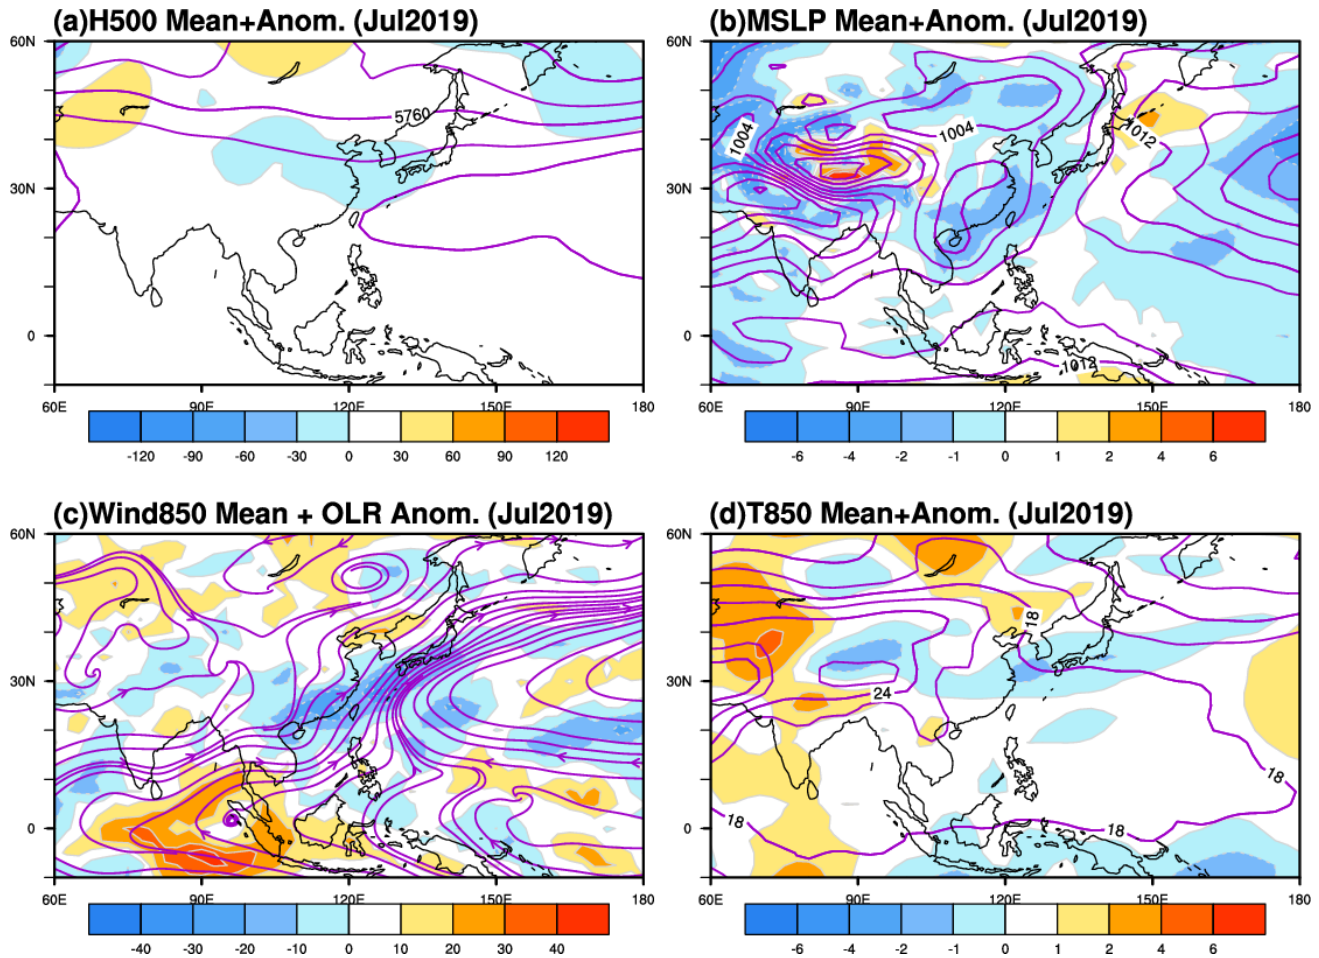 (a)H500 Mean+Anom. (Jul2019)
60N
30N
0
5760
60E 90E 120E 150E 180
-120 -90 -60 -30 0 30 60 90 120
(b)MSLP Mean+Anom. (Jul2019)
60N
30N
0
1004
1004
1012
1012
60E 90E 120E 150E 180
-6 -4 -2 -1 0 1 2 4 6
(c)Wind850 Mean + OLR Anom. (Jul2019)
60N
30N
0
60E 90E 120E 150E 180
-40 -30 -20 -10 0 10 20 30 40
(d)T850 Mean+Anom. (Jul2019)
60N
30N
0
18
24
18
18
18
60E 90E 120E 150E 180
-6 -4 -2 -1 0 1 2 4 6